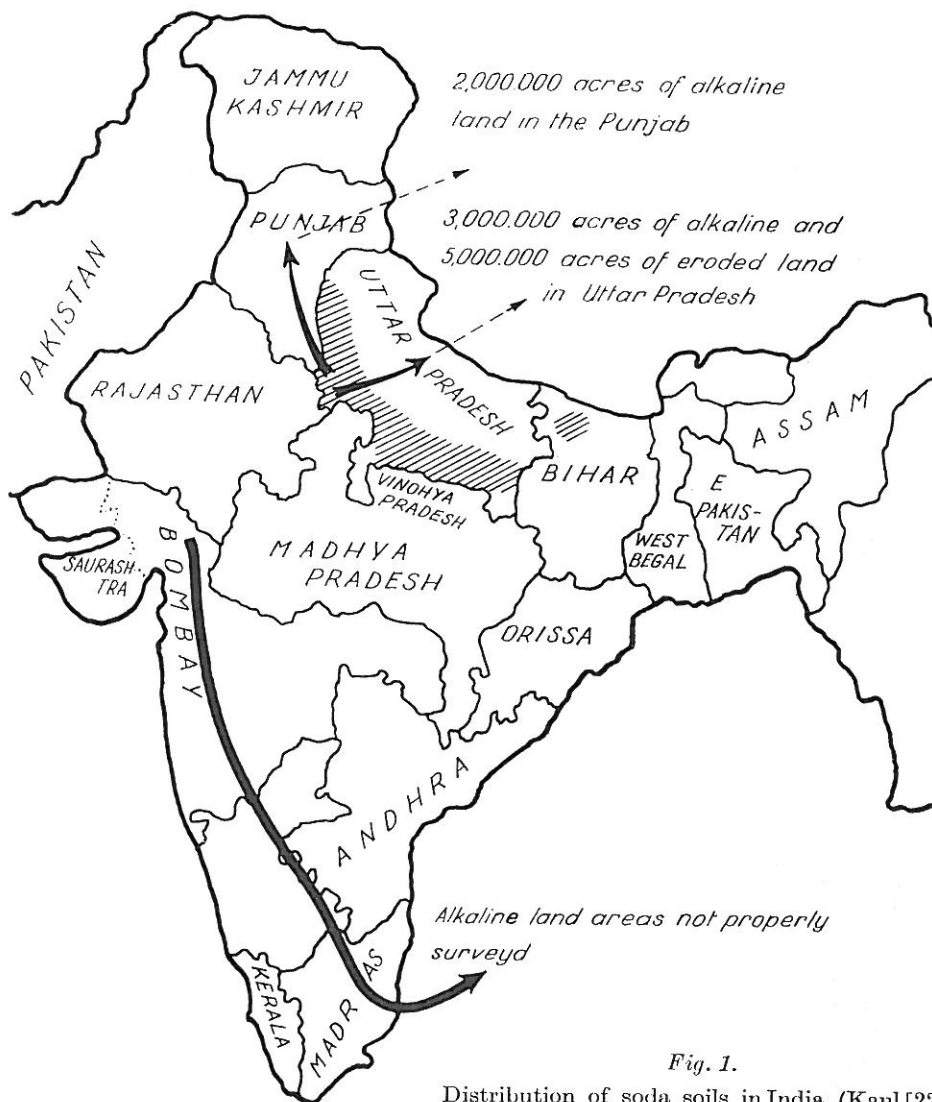 JAMMU
KASHMIR
2,000.000 acres of alkaline
land in the Punjab
PUNJAB
3,000.000 acres of alkaline and
5,000.000 acres of eroded land
in Uttar Pradesh
PAKISTAN
UTTAR
PRADESH
RAJASTHAN
ASSAM
BIHAR
E
PAKIS-
TAN
VINOHYA
PRADESH
WEST
BEGAL
MADHYA
PRADESH
SAURASH-
TRA
BOMBAY
ORISSA
ANDHRA
Alkaline land areas not properly
surveyd
KERALA
MADRAS
Fig. 1.
Distribution of soda soils in India (Kaul [22